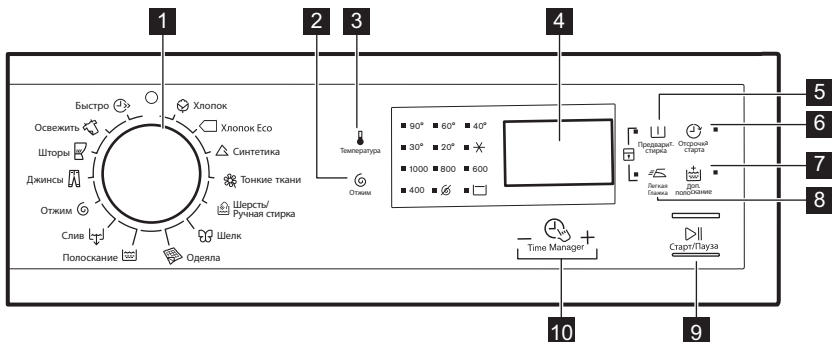 1
2
3
4
5
6
7
8
9
10
Быстро
Освежить
Шторы
Джинсы
Отжим
Слив
Полоскание
Хлопок
Хлопок Eco
Синтетика
Тонкие ткани
Шерсть/
Ручная стирка
Шелк
Одеяла
Температура
Отжим
90° 60° 40°
30° 20°
1000 800 600
400
Time Manager
− +
Предварит.
стирка
Отсрочка
старта
Легкая
Глажка
Доп.
полоскание
Старт/Пауза